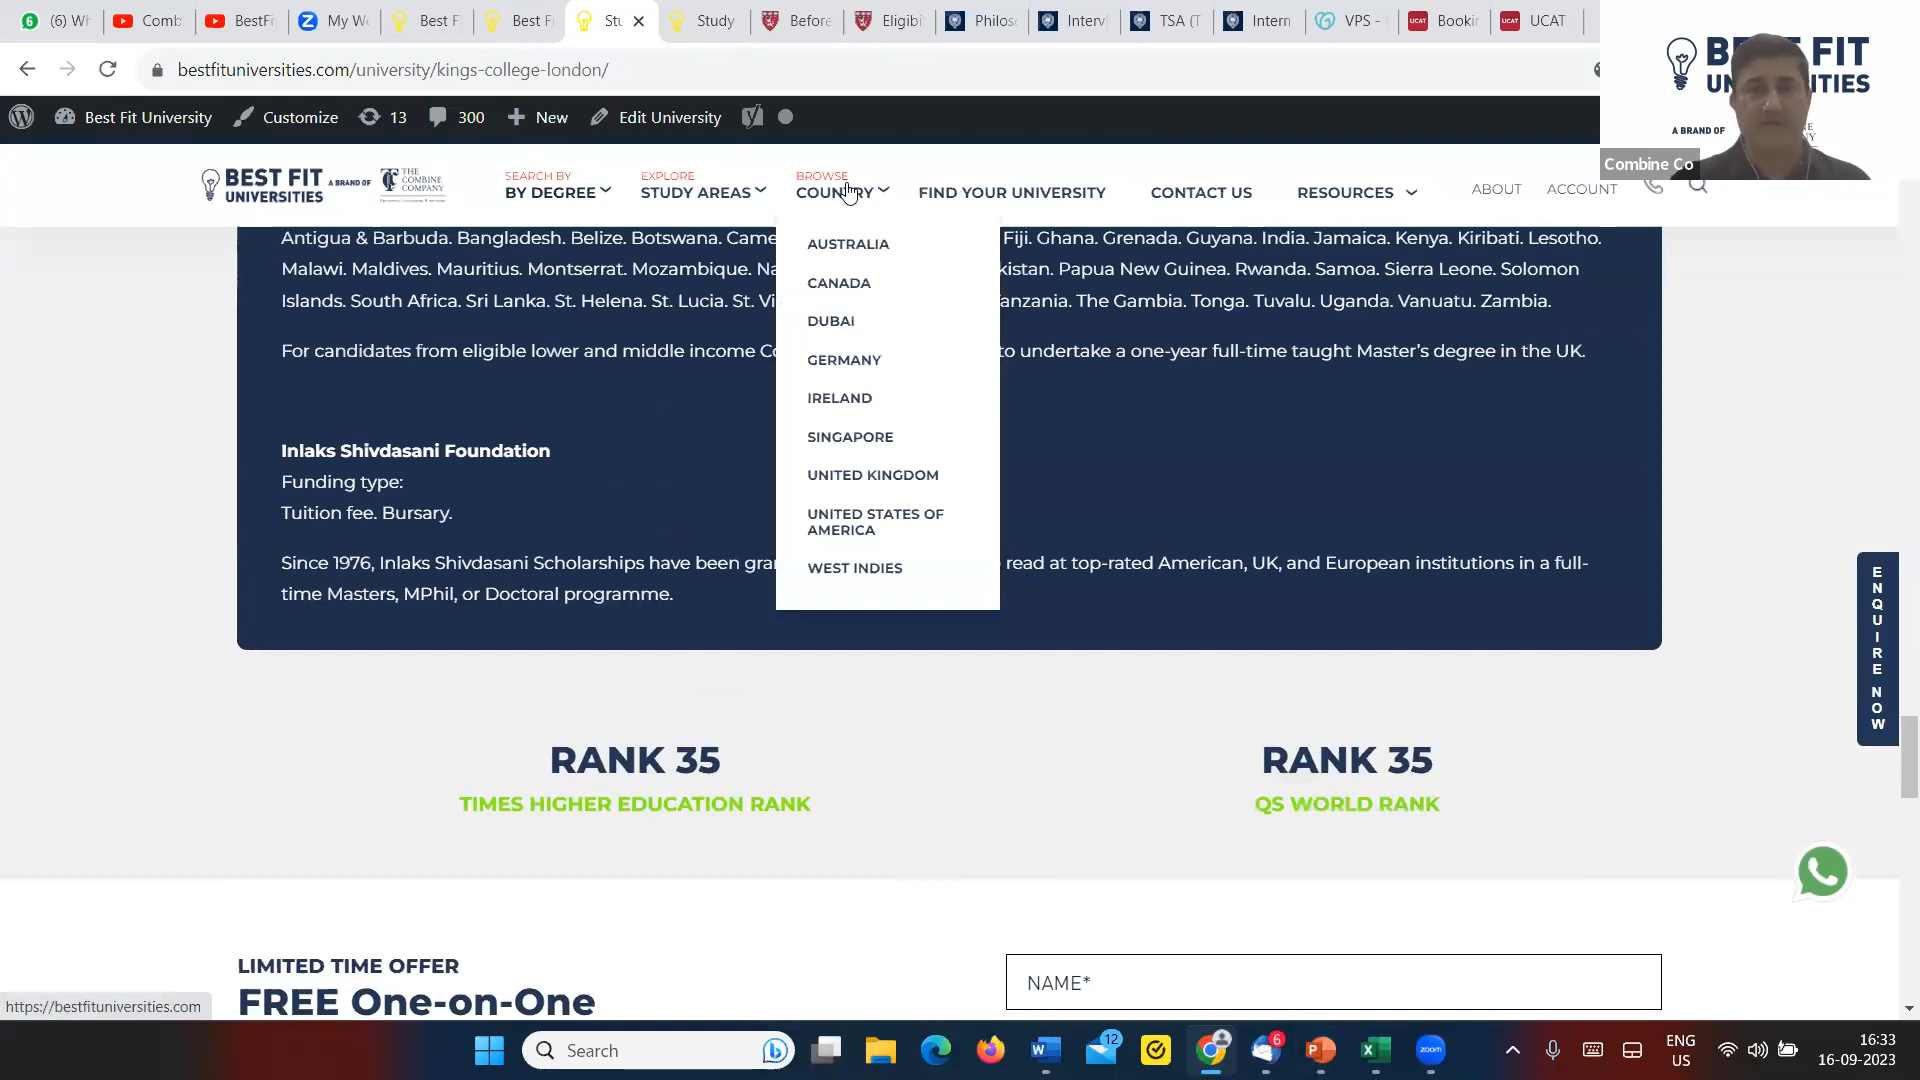 (6) Wh
Comb
BestFi
My We
Best F
Best Fi
Stu
Study
Before
Eligibi
Philos
Interv
TSA (T
Intern
VPS -
UCAT
Bookin
UCAT
UCAT
bestfituniversities.com/university/kings-college-london/
BEST FIT
UNIVERSITIES
A BRAND OF
Combine Co
Best Fit University
Customize
13
300
New
Edit University
BEST FIT
UNIVERSITIES
A BRAND OF
THE
COMBINE
COMPANY
SEARCH BY
BY DEGREE
EXPLORE
STUDY AREAS
BROWSE
COUNTRY
FIND YOUR UNIVERSITY
CONTACT US
RESOURCES
ABOUT
ACCOUNT
AUSTRALIA
CANADA
DUBAI
GERMANY
IRELAND
SINGAPORE
UNITED KINGDOM
UNITED STATES OF
AMERICA
WEST INDIES
Antigua & Barbuda. Bangladesh. Belize. Botswana. Came Fiji. Ghana. Grenada. Guyana. India. Jamaica. Kenya. Kiribati. Lesotho.
Malawi. Maldives. Mauritius. Montserrat. Mozambique. Na kistan. Papua New Guinea. Rwanda. Samoa. Sierra Leone. Solomon
Islands. South Africa. Sri Lanka. St. Helena. St. Lucia. St. Vi anzania. The Gambia. Tonga. Tuvalu. Uganda. Vanuatu. Zambia.
For candidates from eligible lower and middle income Co to undertake a one-year full-time taught Master's degree in the UK.
Inlaks Shivdasani Foundation
Funding type:
Tuition fee. Bursary.
Since 1976, Inlaks Shivdasani Scholarships have been gra read at top-rated American, UK, and European institutions in a full-
time Masters, MPhil, or Doctoral programme.
ENQUIRE NOW
RANK 35
TIMES HIGHER EDUCATION RANK
RANK 35
QS WORLD RANK
LIMITED TIME OFFER
FREE One-on-One
NAME*
https://bestfituniversities.com
Search
12
6
zoom
ENG
US
16:33
16-09-2023